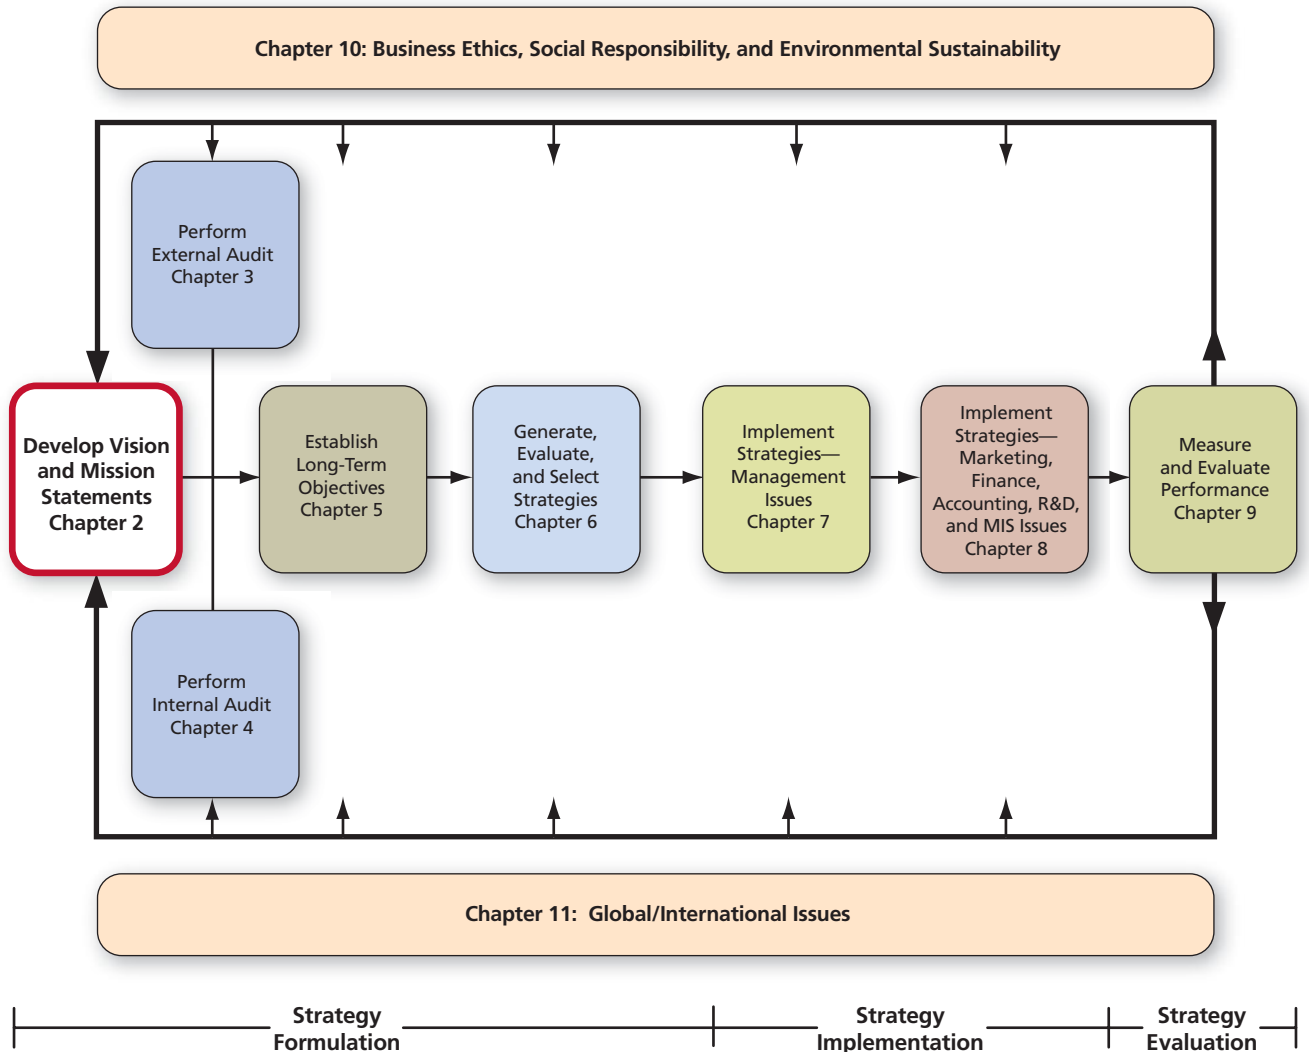 Chapter 10: Business Ethics, Social Responsibility, and Environmental Sustainability
Perform
External Audit
Chapter 3
Develop Vision
and Mission
Statements
Chapter 2
Establish
Long-Term
Objectives
Chapter 5
Generate,
Evaluate,
and Select
Strategies
Chapter 6
Implement
Strategies—
Management
Issues
Chapter 7
Implement
Strategies—
Marketing,
Finance,
Accounting, R&D,
and MIS Issues
Chapter 8
Measure
and Evaluate
Performance
Chapter 9
Perform
Internal Audit
Chapter 4
Chapter 11: Global/International Issues
Strategy
Formulation
Strategy
Implementation
Strategy
Evaluation